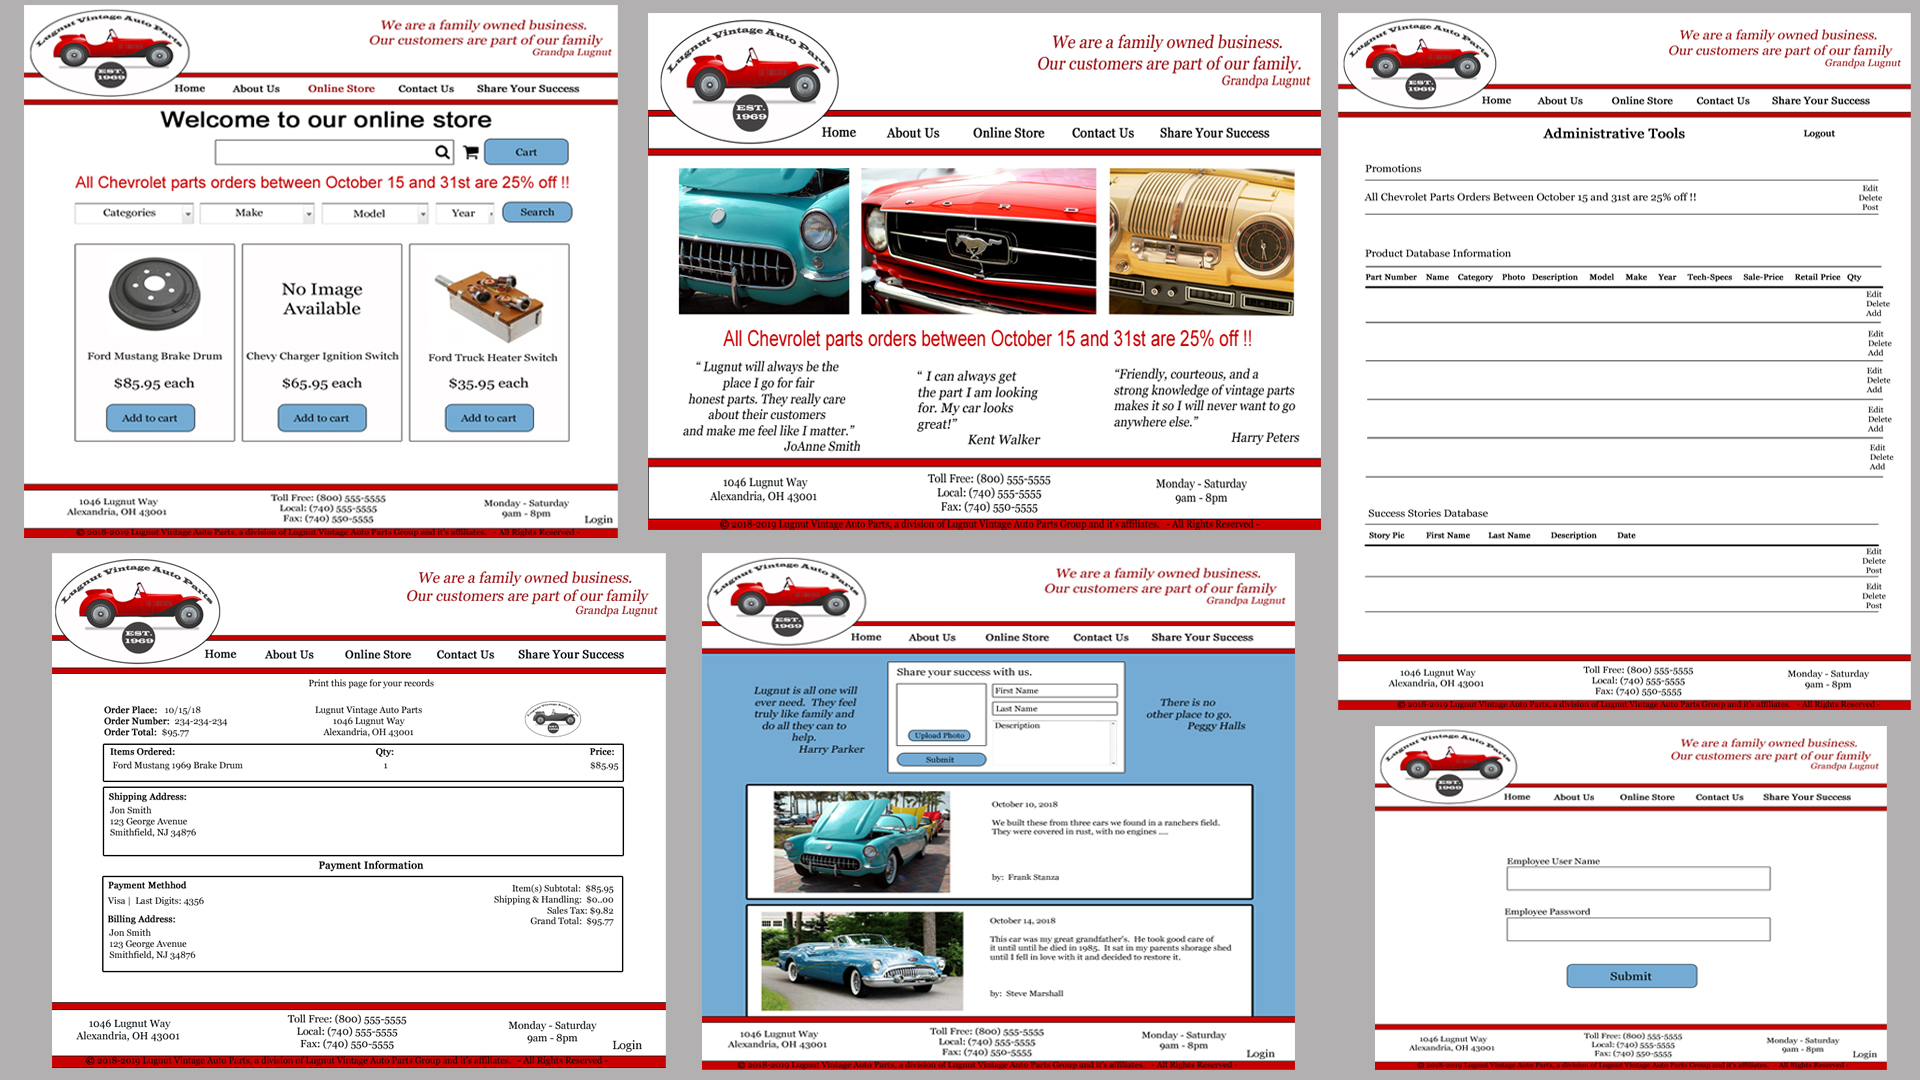 Lugnut Vintage Auto Parts
EST.
1969
We are a family owned business.
Our customers are part of our family
Grandpa Lugnut
Home About Us Online Store Contact Us Share Your Success
Welcome to our online store
Cart
All Chevrolet parts orders between October 15 and 31st are 25% off !!
Categories Make Model Year Search
No Image
Available
Ford Mustang Brake Drum Chevy Charger Ignition Switch Ford Truck Heater Switch
$85.95 each $65.95 each $35.95 each
Add to cart Add to cart Add to cart
1046 Lugnut Way
Alexandria, OH 43001
Toll Free: (800) 555-5555
Local: (740) 555-5555
Fax: (740) 550-5555
Monday - Saturday
9am - 8pm
Login
© 2018-2019 Lugnut Vintage Auto Parts, a division of Lugnut Vintage Auto Parts Group and it's affiliates. - All Rights Reserved -
Lugnut Vintage Auto Parts
EST.
1969
We are a family owned business.
Our customers are part of our family.
Grandpa Lugnut
Home About Us Online Store Contact Us Share Your Success
F O R D
All Chevrolet parts orders between October 15 and 31st are 25% off !!
“ Lugnut will always be the
place I go for fair
honest parts. They really care
about their customers
and make me feel like I matter.”
JoAnne Smith
“ I can always get
the part I am looking
for. My car looks
great!”
Kent Walker
“Friendly, courteous, and a
strong knowledge of vintage parts
makes it so I will never want to go
anywhere else.”
Harry Peters
1046 Lugnut Way
Alexandria, OH 43001
Toll Free: (800) 555-5555
Local: (740) 555-5555
Fax: (740) 550-5555
Monday - Saturday
9am - 8pm
© 2018-2019 Lugnut Vintage Auto Parts, a division of Lugnut Vintage Auto Parts Group and it's affiliates. - All Rights Reserved -
Lugnut Vintage Auto Parts
EST.
1969
We are a family owned business.
Our customers are part of our family
Grandpa Lugnut
Home About Us Online Store Contact Us Share Your Success
Administrative Tools
Logout
Promotions
All Chevrolet Parts Orders Between October 15 and 31st are 25% off !!
Edit
Delete
Post
Product Database Information
Part Number Name Category Photo Description Model Make Year Tech-Specs Sale-Price Retail Price Qty
Edit
Delete
Add
Edit
Delete
Add
Edit
Delete
Add
Edit
Delete
Add
Edit
Delete
Add
Success Stories Database
Story Pic First Name Last Name Description Date
Edit
Delete
Post
Edit
Delete
Post
1046 Lugnut Way
Alexandria, OH 43001
Toll Free: (800) 555-5555
Local: (740) 555-5555
Fax: (740) 550-5555
Monday - Saturday
9am - 8pm
© 2018-2019 Lugnut Vintage Auto Parts, a division of Lugnut Vintage Auto Parts Group and it's affiliates. - All Rights Reserved -
Lugnut Vintage Auto Parts
EST.
1969
We are a family owned business.
Our customers are part of our family
Grandpa Lugnut
Home About Us Online Store Contact Us Share Your Success
Print this page for your records
Order Place: 10/15/18
Order Number: 234-234-234
Order Total: $95.77
Lugnut Vintage Auto Parts
1046 Lugnut Way
Alexandria, OH 43001
Items Ordered: Qty: Price:
Ford Mustang 1969 Brake Drum 1 $85.95
Shipping Address:
Jon Smith
123 George Avenue
Smithfield, NJ 34876
Payment Information
Payment Methhod
Visa | Last Digits: 4356
Billing Address:
Jon Smith
123 George Avenue
Smithfield, NJ 34876
Item(s) Subtotal: $85.95
Shipping & Handling: $0..00
Sales Tax: $9.82
Grand Total: $95.77
1046 Lugnut Way
Alexandria, OH 43001
Toll Free: (800) 555-5555
Local: (740) 555-5555
Fax: (740) 550-5555
Monday - Saturday
9am - 8pm
Login
© 2018-2019 Lugnut Vintage Auto Parts, a division of Lugnut Vintage Auto Parts Group and it's affiliates. - All Rights Reserved -
Lugnut Vintage Auto Parts
EST.
1969
We are a family owned business.
Our customers are part of our family
Grandpa Lugnut
Home About Us Online Store Contact Us Share Your Success
Lugnut is all one will
ever need. They feel
truly like family and
do all they can to
help.
Harry Parker
Share your success with us.
First Name
Last Name
Description
Upload Photo
Submit
There is no
other place to go.
Peggy Halls
October 10, 2018
We built these from three cars we found in a ranchers field.
They were covered in rust, with no engines ....
by: Frank Stanza
October 14, 2018
This car was my great grandfather's. He took good care of
it until until he died in 1985. It sat in my parents shorage shed
until I fell in love with it and decided to restore it.
by: Steve Marshall
1046 Lugnut Way
Alexandria, OH 43001
Toll Free: (800) 555-5555
Local: (740) 555-5555
Fax: (740) 550-5555
Monday - Saturday
9am - 8pm
Login
© 2018-2019 Lugnut Vintage Auto Parts, a division of Lugnut Vintage Auto Parts Group and it's affiliates. - All Rights Reserved -
Lugnut Vintage Auto Parts
EST.
1969
We are a family owned business.
Our customers are part of our family
Grandpa Lugnut
Home About Us Online Store Contact Us Share Your Success
Employee User Name
Employee Password
Submit
1046 Lugnut Way
Alexandria, OH 43001
Toll Free: (800) 555-5555
Local: (740) 555-5555
Fax: (740) 550-5555
Monday - Saturday
9am - 8pm
Login
© 2018-2019 Lugnut Vintage Auto Parts, a division of Lugnut Vintage Auto Parts Group and it's affiliates. - All Rights Reserved -